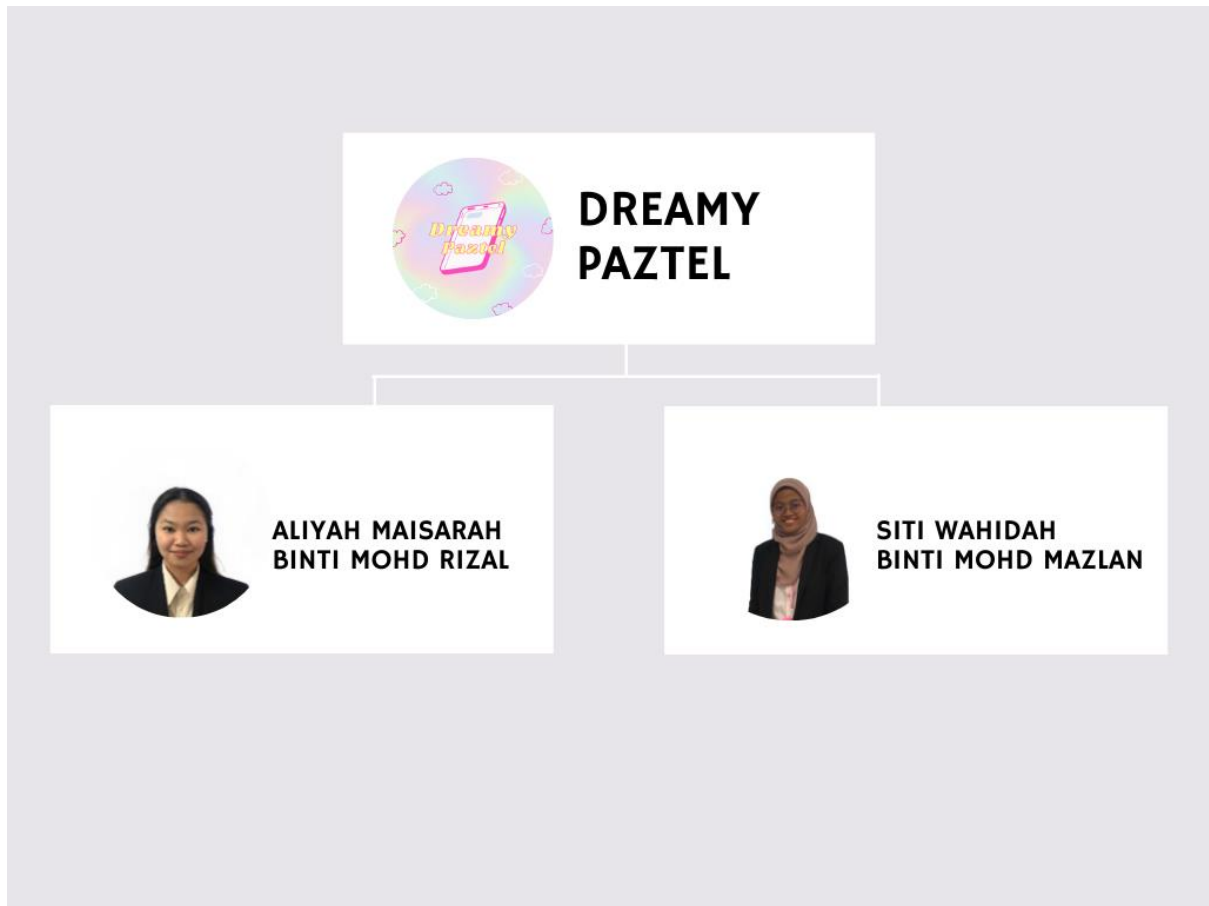 Dreamy
Paztel
DREAMY
PAZTEL
ALIYAH MAISARAH
BINTI MOHD RIZAL
SITI WAHIDAH
BINTI MOHD MAZLAN